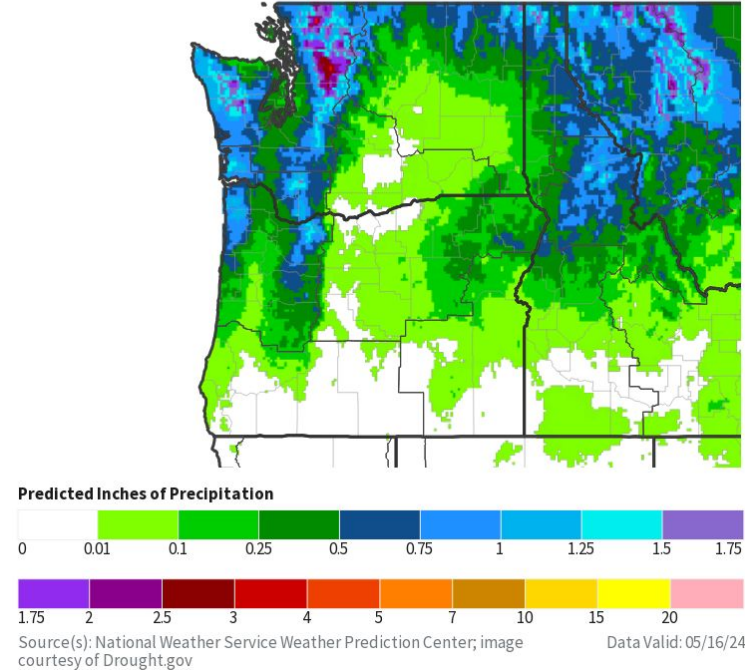 Predicted Inches of Precipitation
0 0.01 0.1 0.25 0.5 0.75 1 1.25 1.5 1.75
1.75 2 2.5 3 4 5 7 10 15 20
Source(s): National Weather Service Weather Prediction Center; image Data Valid: 05/16/24
courtesy of Drought.gov